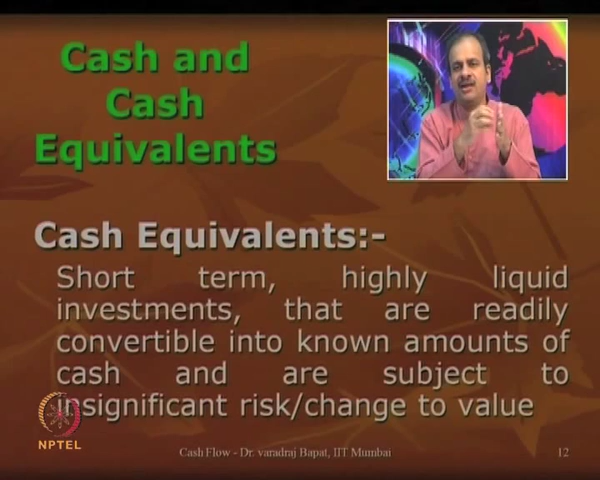 Cash and
Cash
Equivalents
Cash Equivalents:-
Short term, highly liquid
investments, that are readily
convertible into known amounts of
cash and are subject to
insignificant risk/change to value
NPTEL
Cash Flow - Dr. varadraj Bapat, IIT Mumbai
12